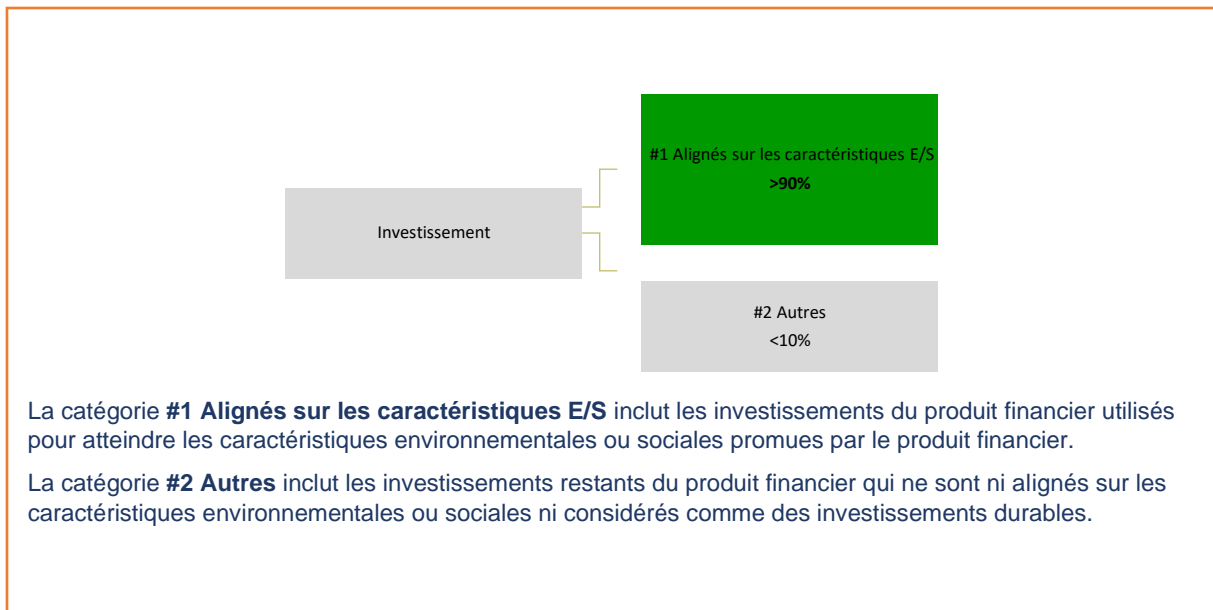 #1 Alignés sur les caractéristiques E/S
>90%
Investissement
#2 Autres
<10%
La catégorie #1 Alignés sur les caractéristiques E/S inclut les investissements du produit financier utilisés
pour atteindre les caractéristiques environnementales ou sociales promues par le produit financier.
La catégorie #2 Autres inclut les investissements restants du produit financier qui ne sont ni alignés sur les
caractéristiques environnementales ou sociales ni considérés comme des investissements durables.